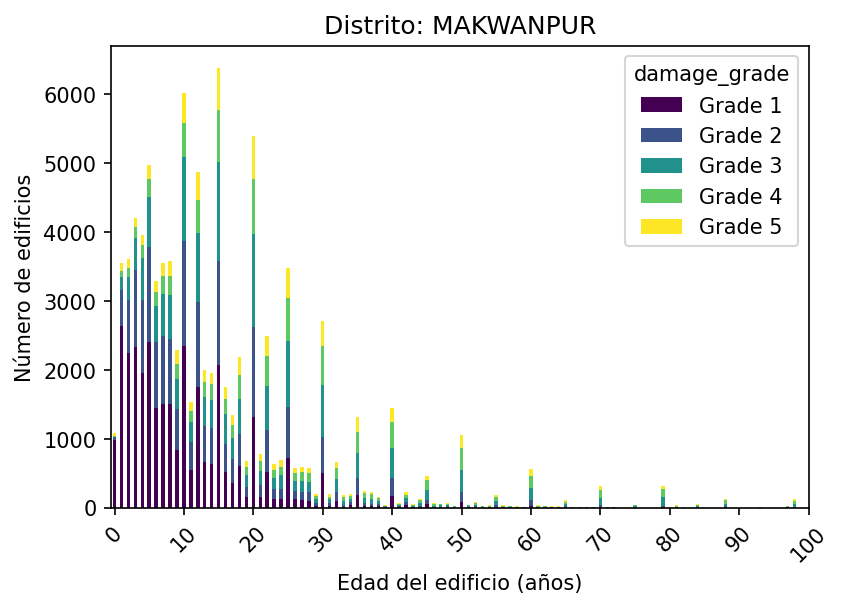 Distrito: MAKWANPUR
damage_grade
Grade 1
Grade 2
Grade 3
Grade 4
Grade 5
Número de edificios
6000
5000
4000
3000
2000
1000
0
0 10 20 30 40 50 60 70 80 90 100
Edad del edificio (años)